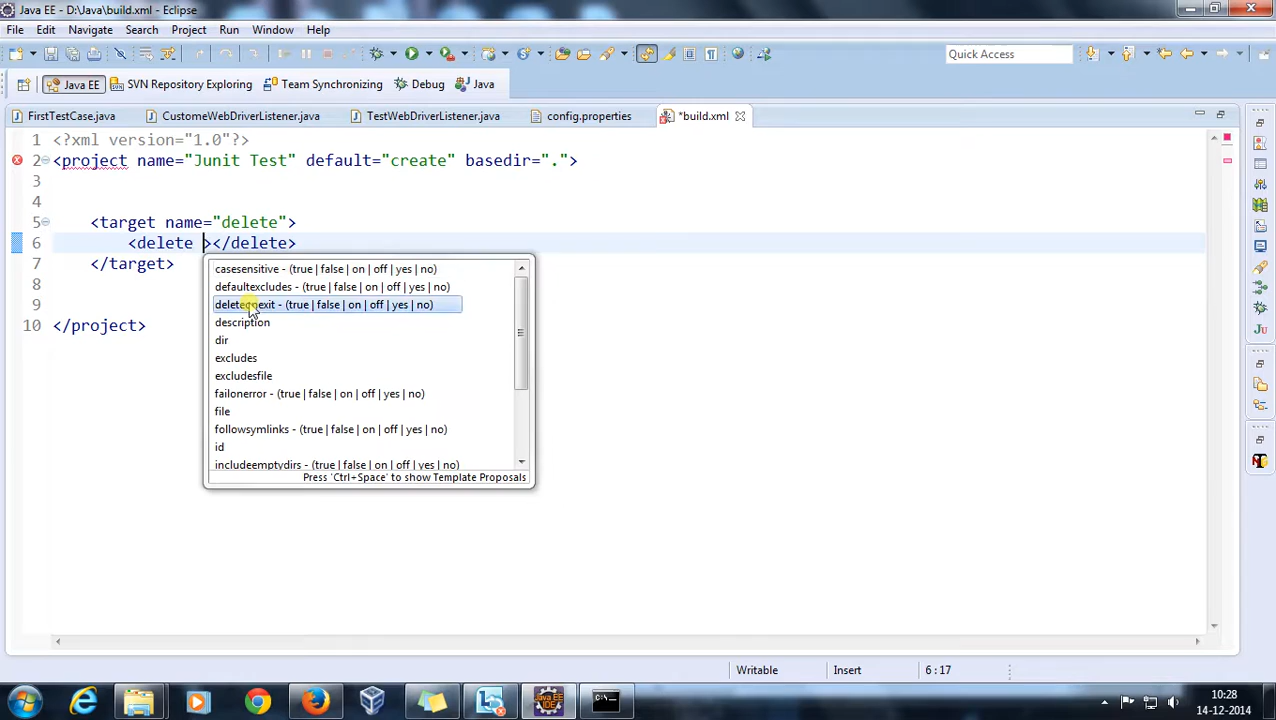 Java EE - D:\Java\build.xml - Eclipse
File Edit Navigate Search Project Run Window Help
Quick Access
Java EE SVN Repository Exploring Team Synchronizing Debug Java
FirstTestCase.java CustomeWebDriverListener.java TestWebDriverListener.java config.properties *build.xml
1 <?xml version="1.0"?>
2 <project name="Junit Test" default="create" basedir=".">
3
4
5 <target name="delete">
6 <delete ></delete>
7 </target>
8
9
10 </project>
casesensitive - (true | false | on | off | yes | no)
defaultexcludes - (true | false | on | off | yes | no)
deleteonexit - (true | false | on | off | yes | no)
description
dir
excludes
excludesfile
failonerror - (true | false | on | off | yes | no)
file
followsymlinks - (true | false | on | off | yes | no)
id
includeemptydirs - (true | false | on | off | yes | no)
Press 'Ctrl+Space' to show Template Proposals
Writable Insert 6 : 17
10:28
14-12-2014